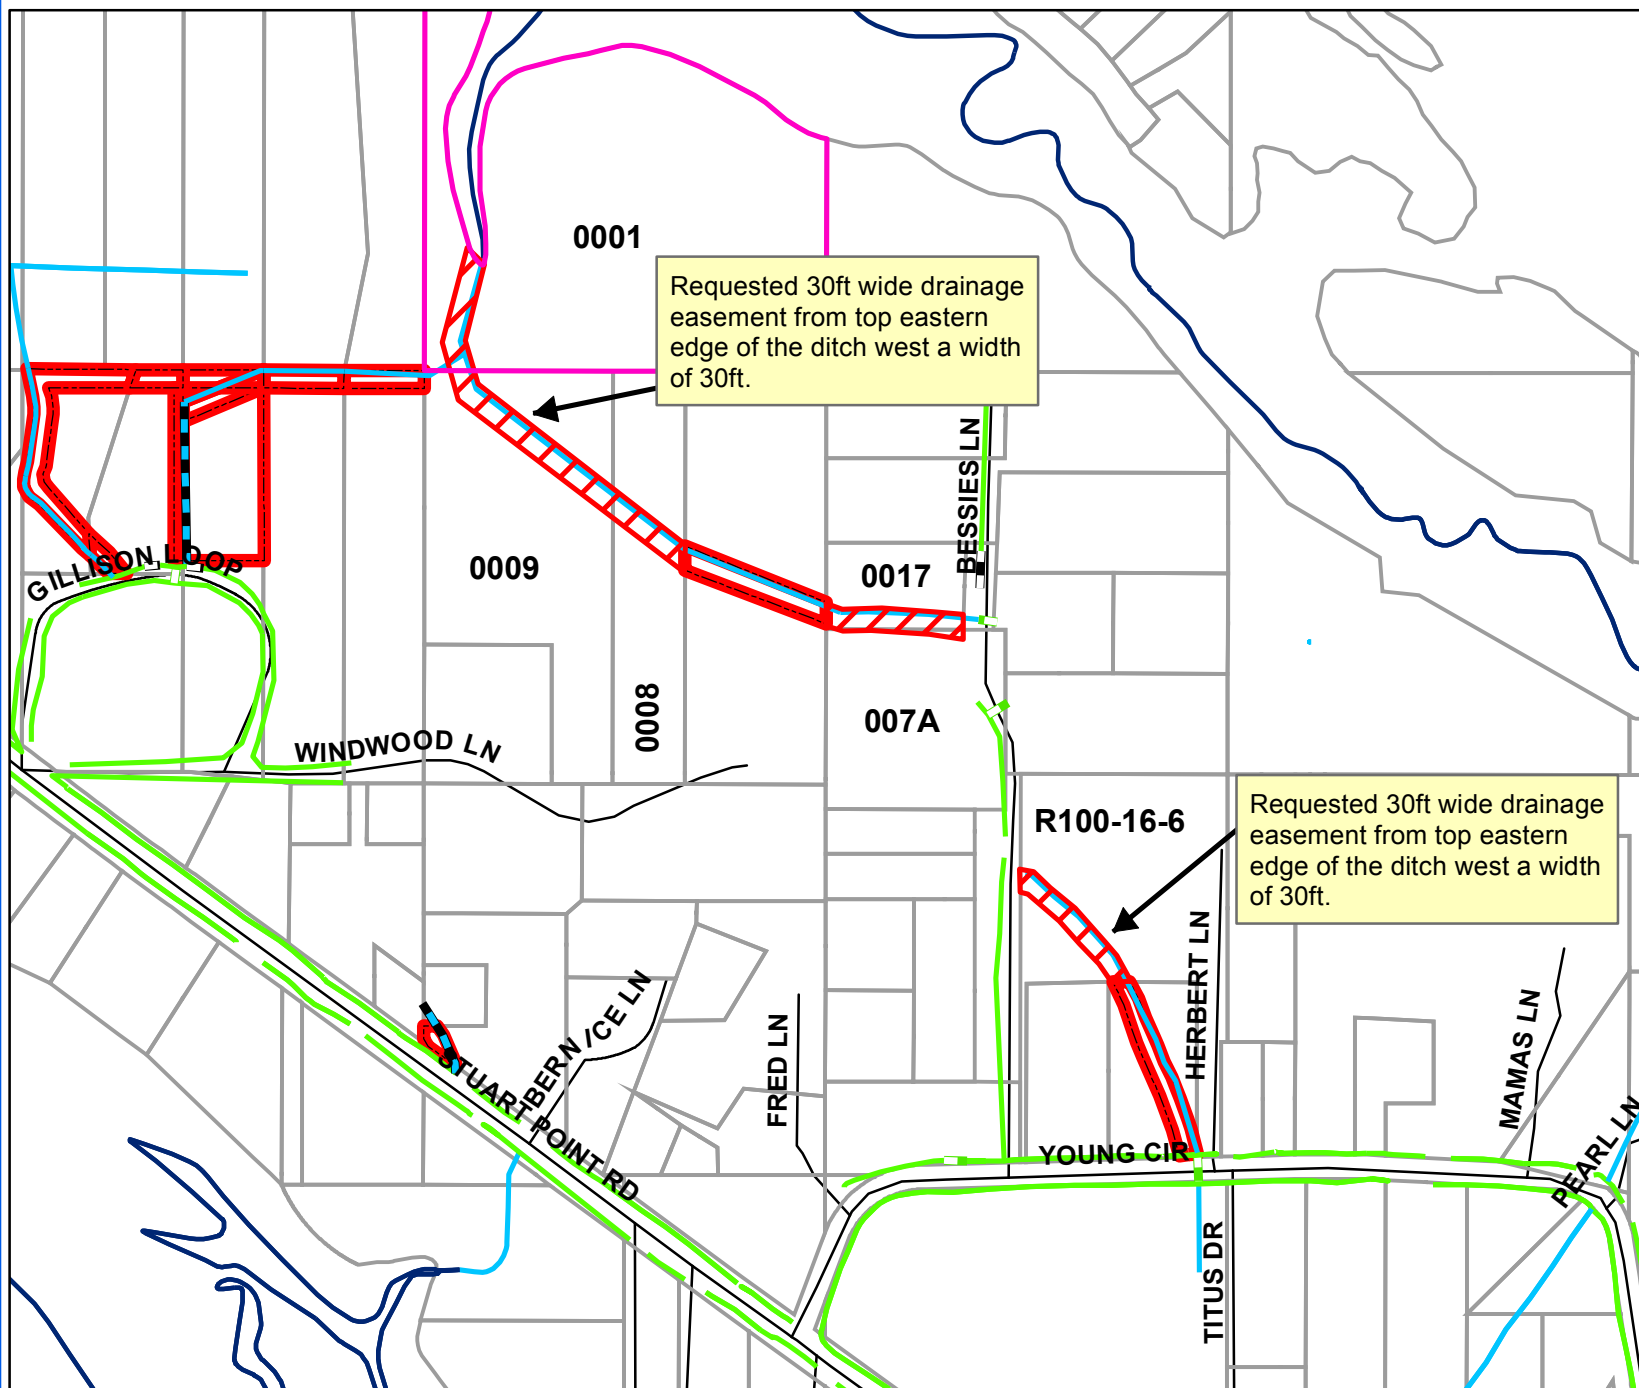 0001
Requested 30ft wide drainage
easement from top eastern
edge of the ditch west a width
of 30ft.
BESSIES LN
GILLISON LOOP
0009
0017
0008
007A
WINDWOOD LN
R100-16-6
Requested 30ft wide drainage
easement from top eastern
edge of the ditch west a width
of 30ft.
HERBERT LN
BERN/CE LN
FRED LN
MAMAS LN
STUART POINT RD
YOUNG CIR
PEARL LN
TITUS DR